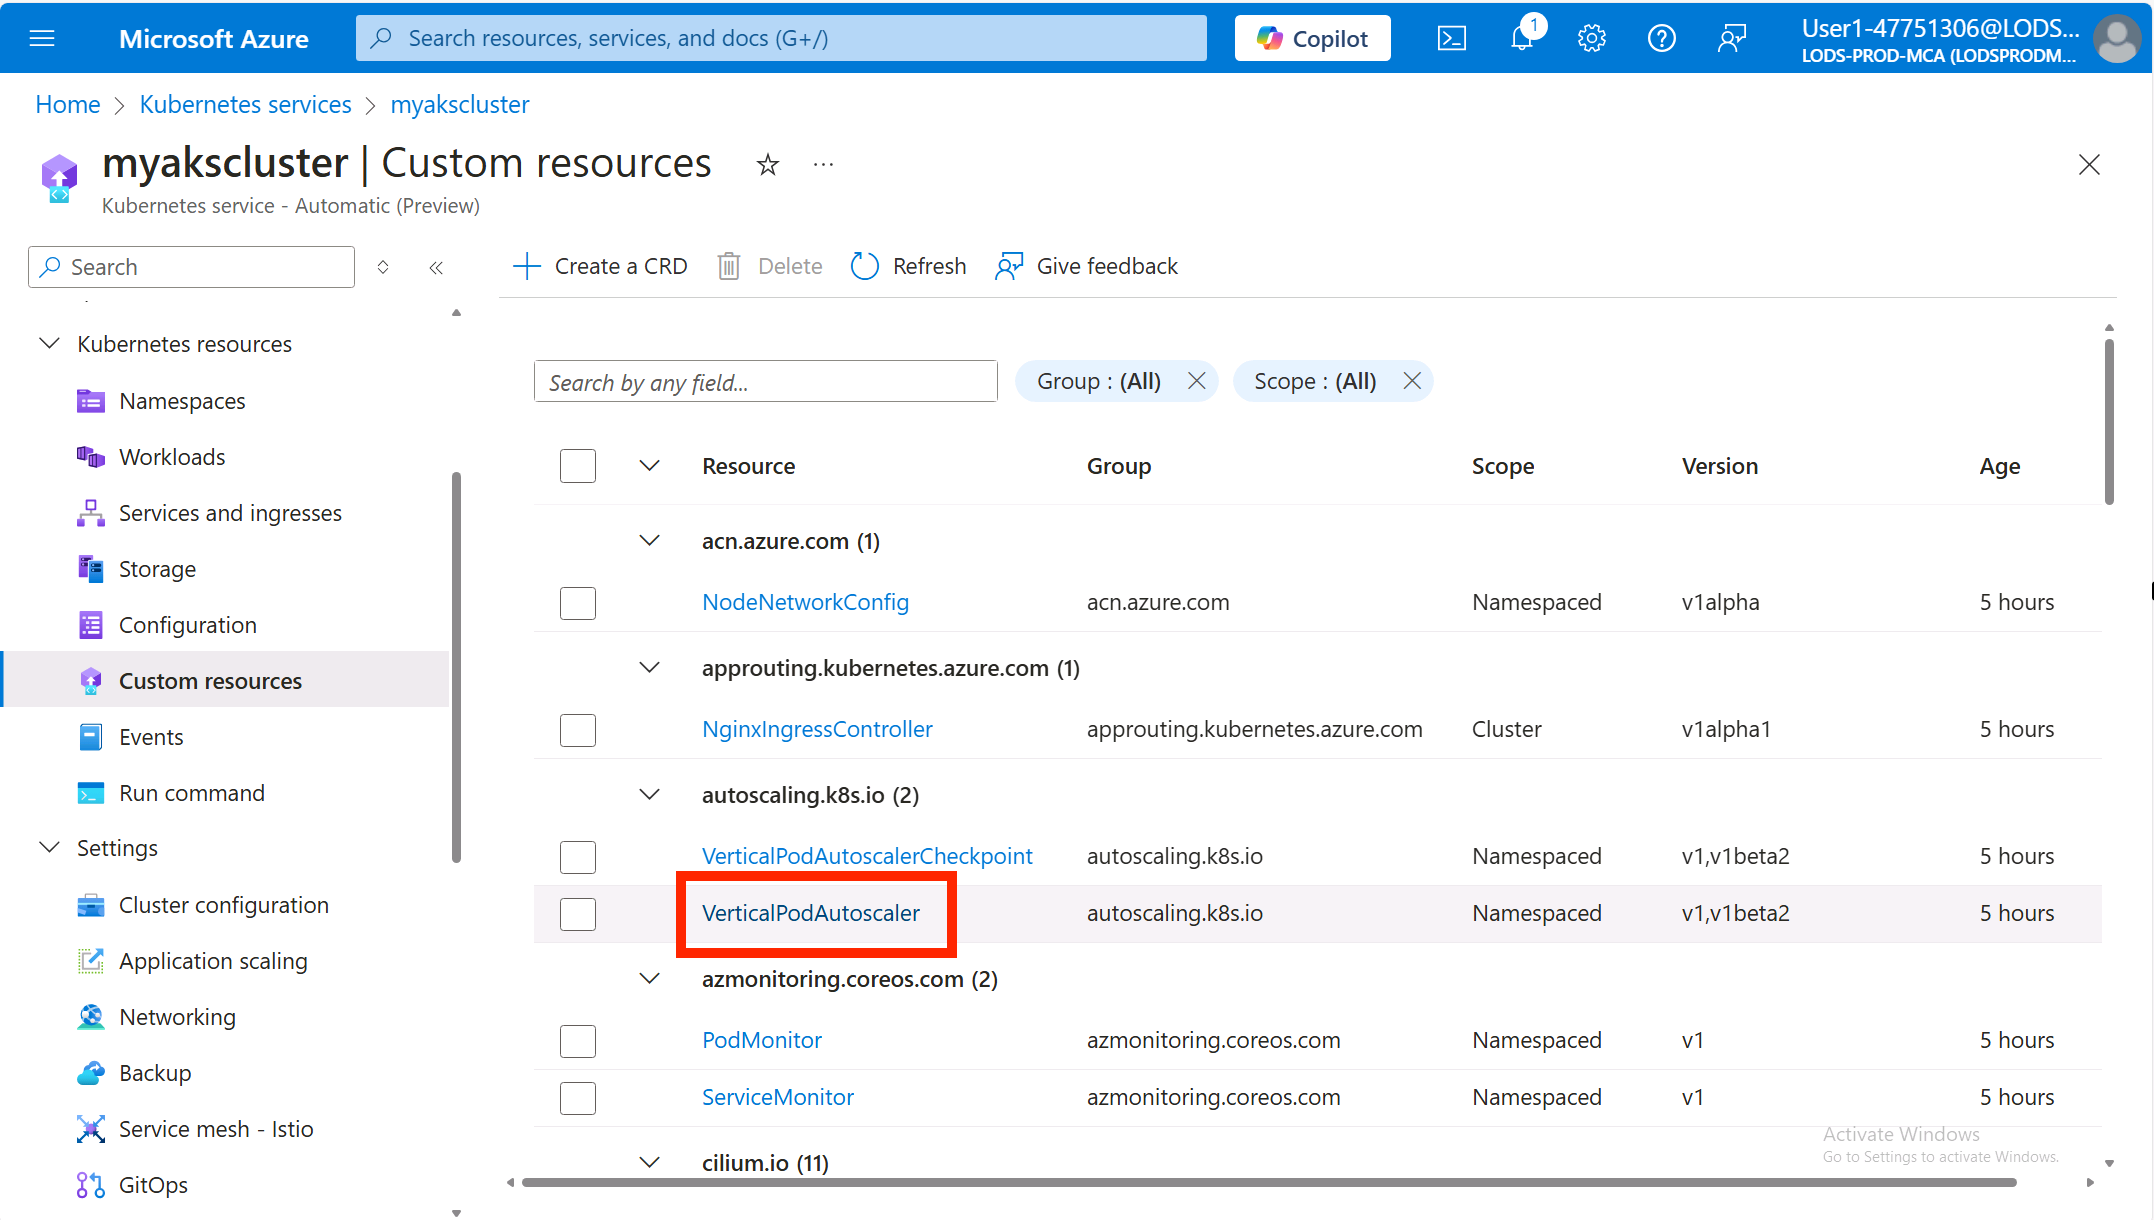 Microsoft Azure
Search resources, services, and docs (G+/)
Copilot
1
User1-47751306@LODS...
LODS-PROD-MCA (LODSPRODM...
Home > Kubernetes services > myakscluster
myakscluster | Custom resources
Kubernetes service - Automatic (Preview)
Search
Create a CRD
Delete
Refresh
Give feedback
Kubernetes resources
Namespaces
Workloads
Services and ingresses
Storage
Configuration
Custom resources
Events
Run command
Settings
Cluster configuration
Application scaling
Networking
Backup
Service mesh - Istio
GitOps
Search by any field...
Group : (All)
Scope : (All)
Resource Group Scope Version Age
acn.azure.com (1)
NodeNetworkConfig acn.azure.com Namespaced v1alpha 5 hours
approuting.kubernetes.azure.com (1)
NginxIngressController approuting.kubernetes.azure.com Cluster v1alpha1 5 hours
autoscaling.k8s.io (2)
VerticalPodAutoscalerCheckpoint autoscaling.k8s.io Namespaced v1,v1beta2 5 hours
VerticalPodAutoscaler autoscaling.k8s.io Namespaced v1,v1beta2 5 hours
azmonitoring.coreos.com (2)
PodMonitor azmonitoring.coreos.com Namespaced v1 5 hours
ServiceMonitor azmonitoring.coreos.com Namespaced v1 5 hours
cilium.io (11)
Activate Windows
Go to Settings to activate Windows.